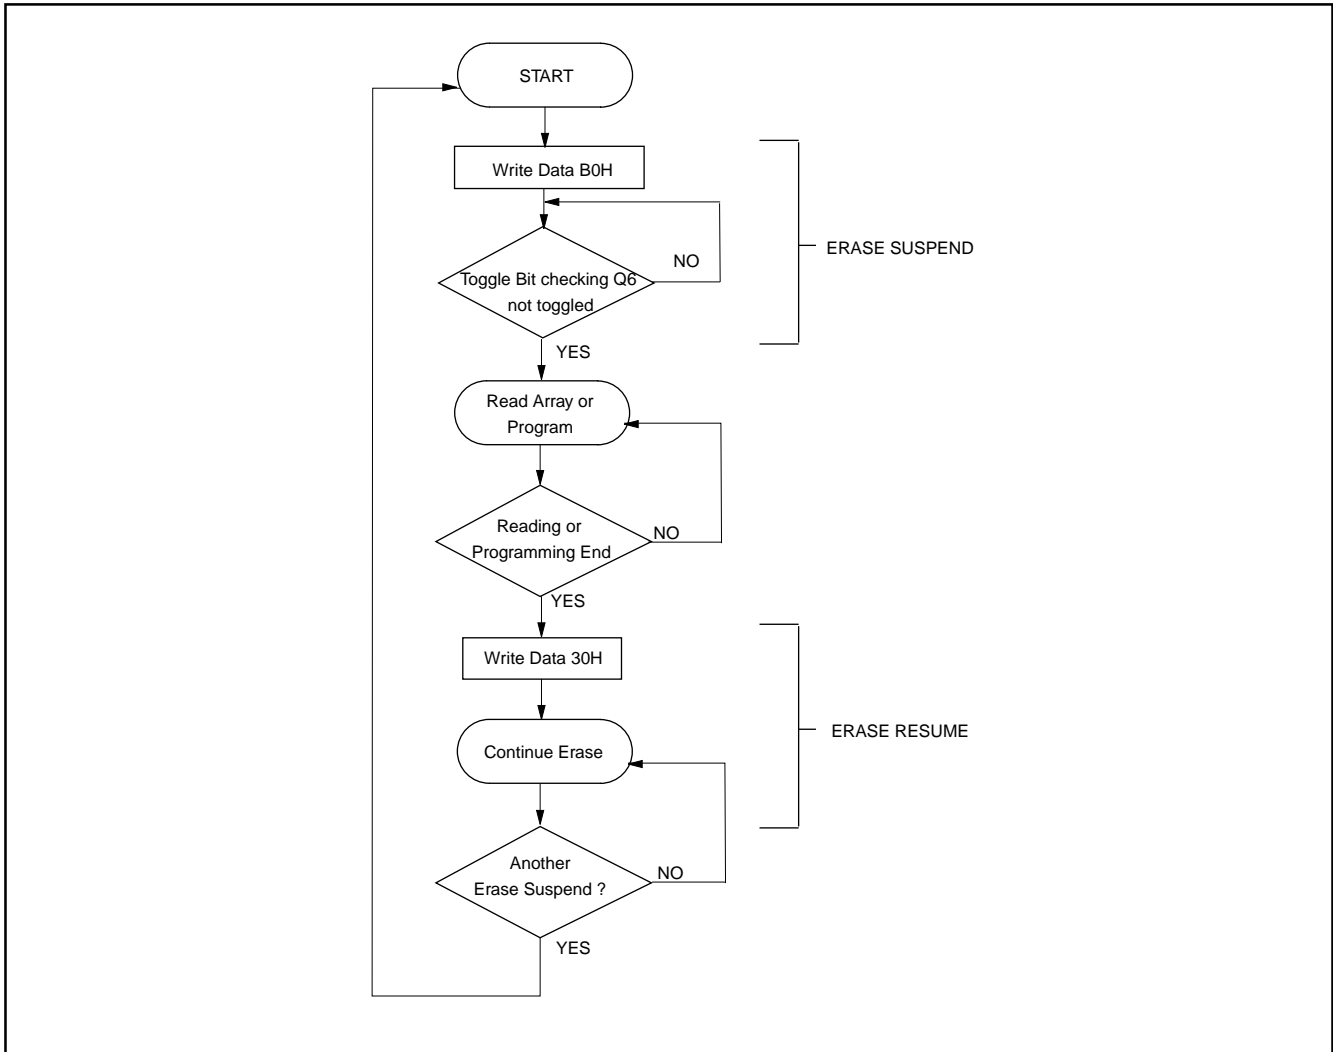 START
Write Data B0H
ERASE SUSPEND
NO
Toggle Bit checking Q6
not toggled
YES
Read Array or
Program
Reading or
Programming End
NO
YES
Write Data 30H
ERASE RESUME
Continue Erase
Another
Erase Suspend ?
NO
YES